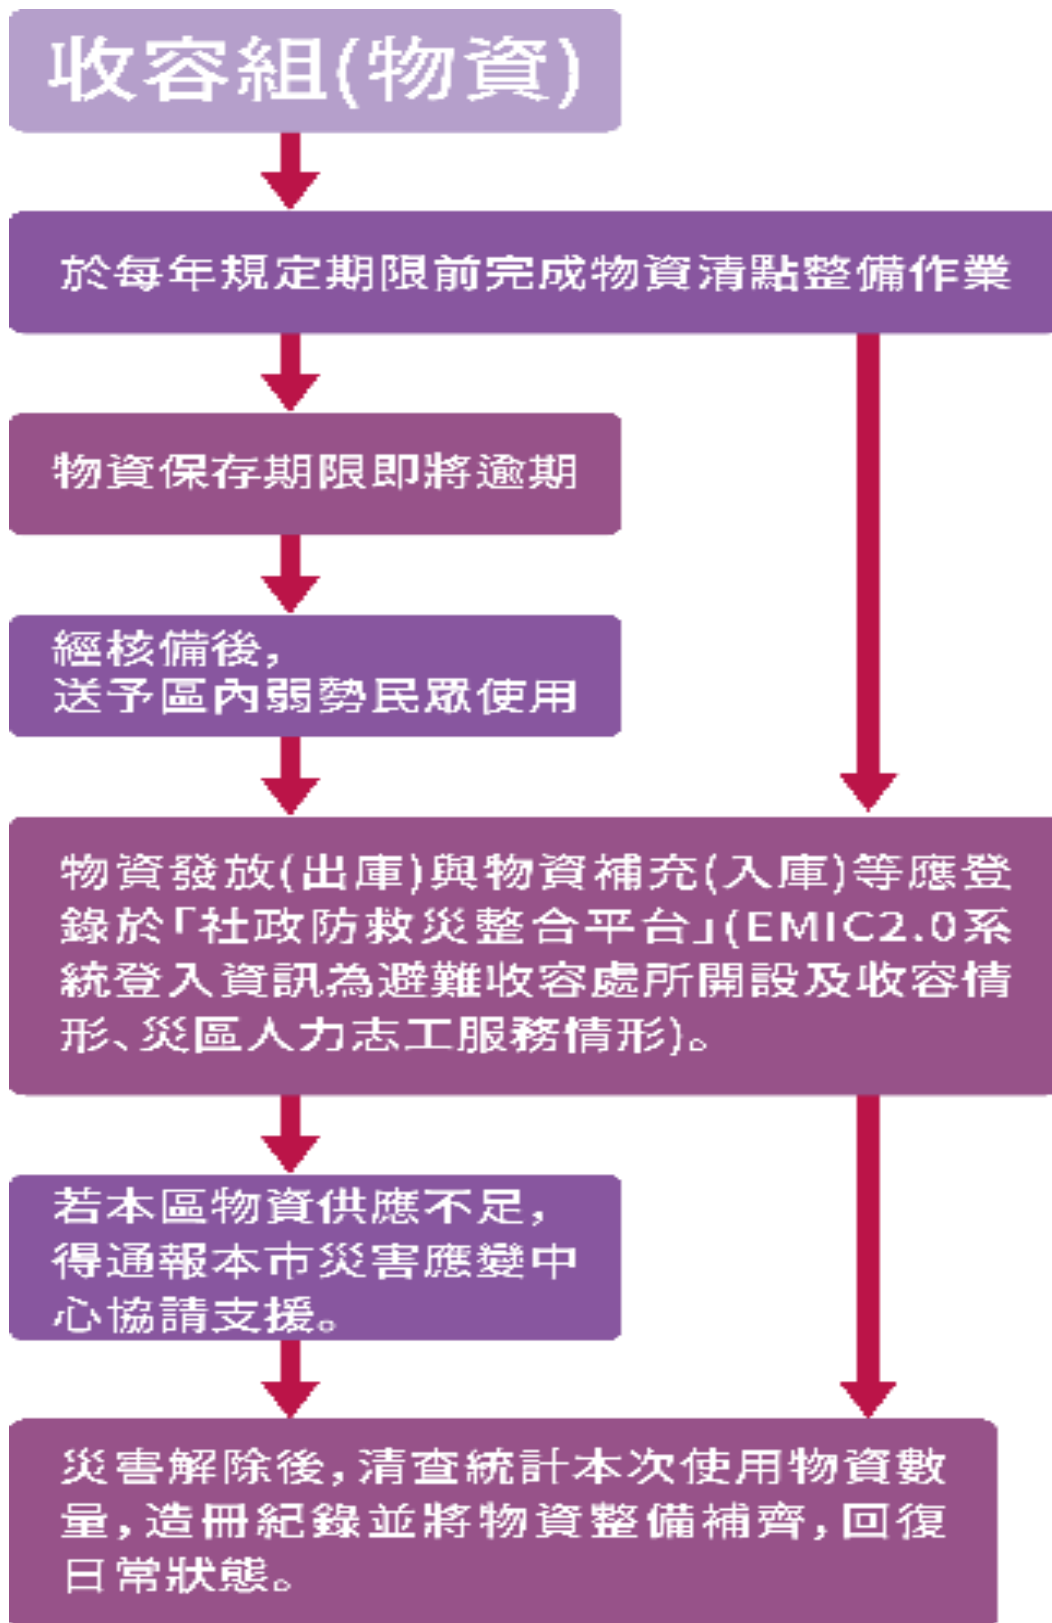 收容組(物資)
於每年規定期限前完成物資清點整備作業
物資保存期限即將逾期
經核備後,
送予區內弱勢民眾使用
物資發放(出庫)與物資補充(入庫)等應登
錄於「社政防救災整合平台」(EMIC2.0系
統登入資訊為避難收容處所開設及收容情
形、災區人力志工服務情形)。
若本區物資供應不足,
得通報本市災害應變中
心協請支援。
災害解除後,清查統計本次使用物資數
量,造冊紀錄並將物資整備補齊,回復
日常狀態。